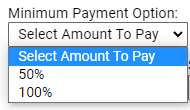 Minimum Payment Option:
Select Amount To Pay
Select Amount To Pay
50%
100%